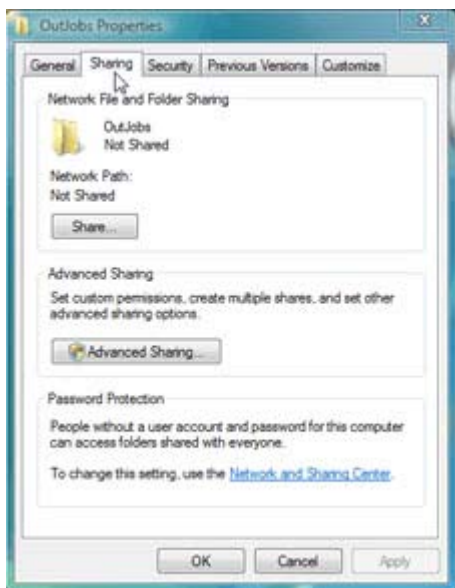 OutJobs Properties
General Sharing Security Previous Versions Customize
Network File and Folder Sharing
OutJobs
Not Shared
Network Path:
Not Shared
Share...
Advanced Sharing
Set custom permissions, create multiple shares, and set other
advanced sharing options.
Advanced Sharing...
Password Protection
People without a user account and password for this computer
can access folders shared with everyone.
To change this setting, use the Network and Sharing Center.
OK Cancel Apply